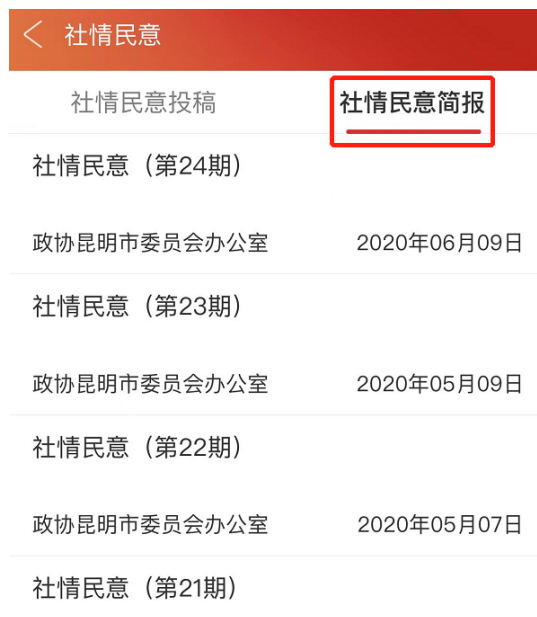 社情民意
社情民意投稿 社情民意简报
社情民意（第24期）
政协昆明市委员会办公室 2020年06月09日
社情民意（第23期）
政协昆明市委员会办公室 2020年05月09日
社情民意（第22期）
政协昆明市委员会办公室 2020年05月07日
社情民意（第21期）